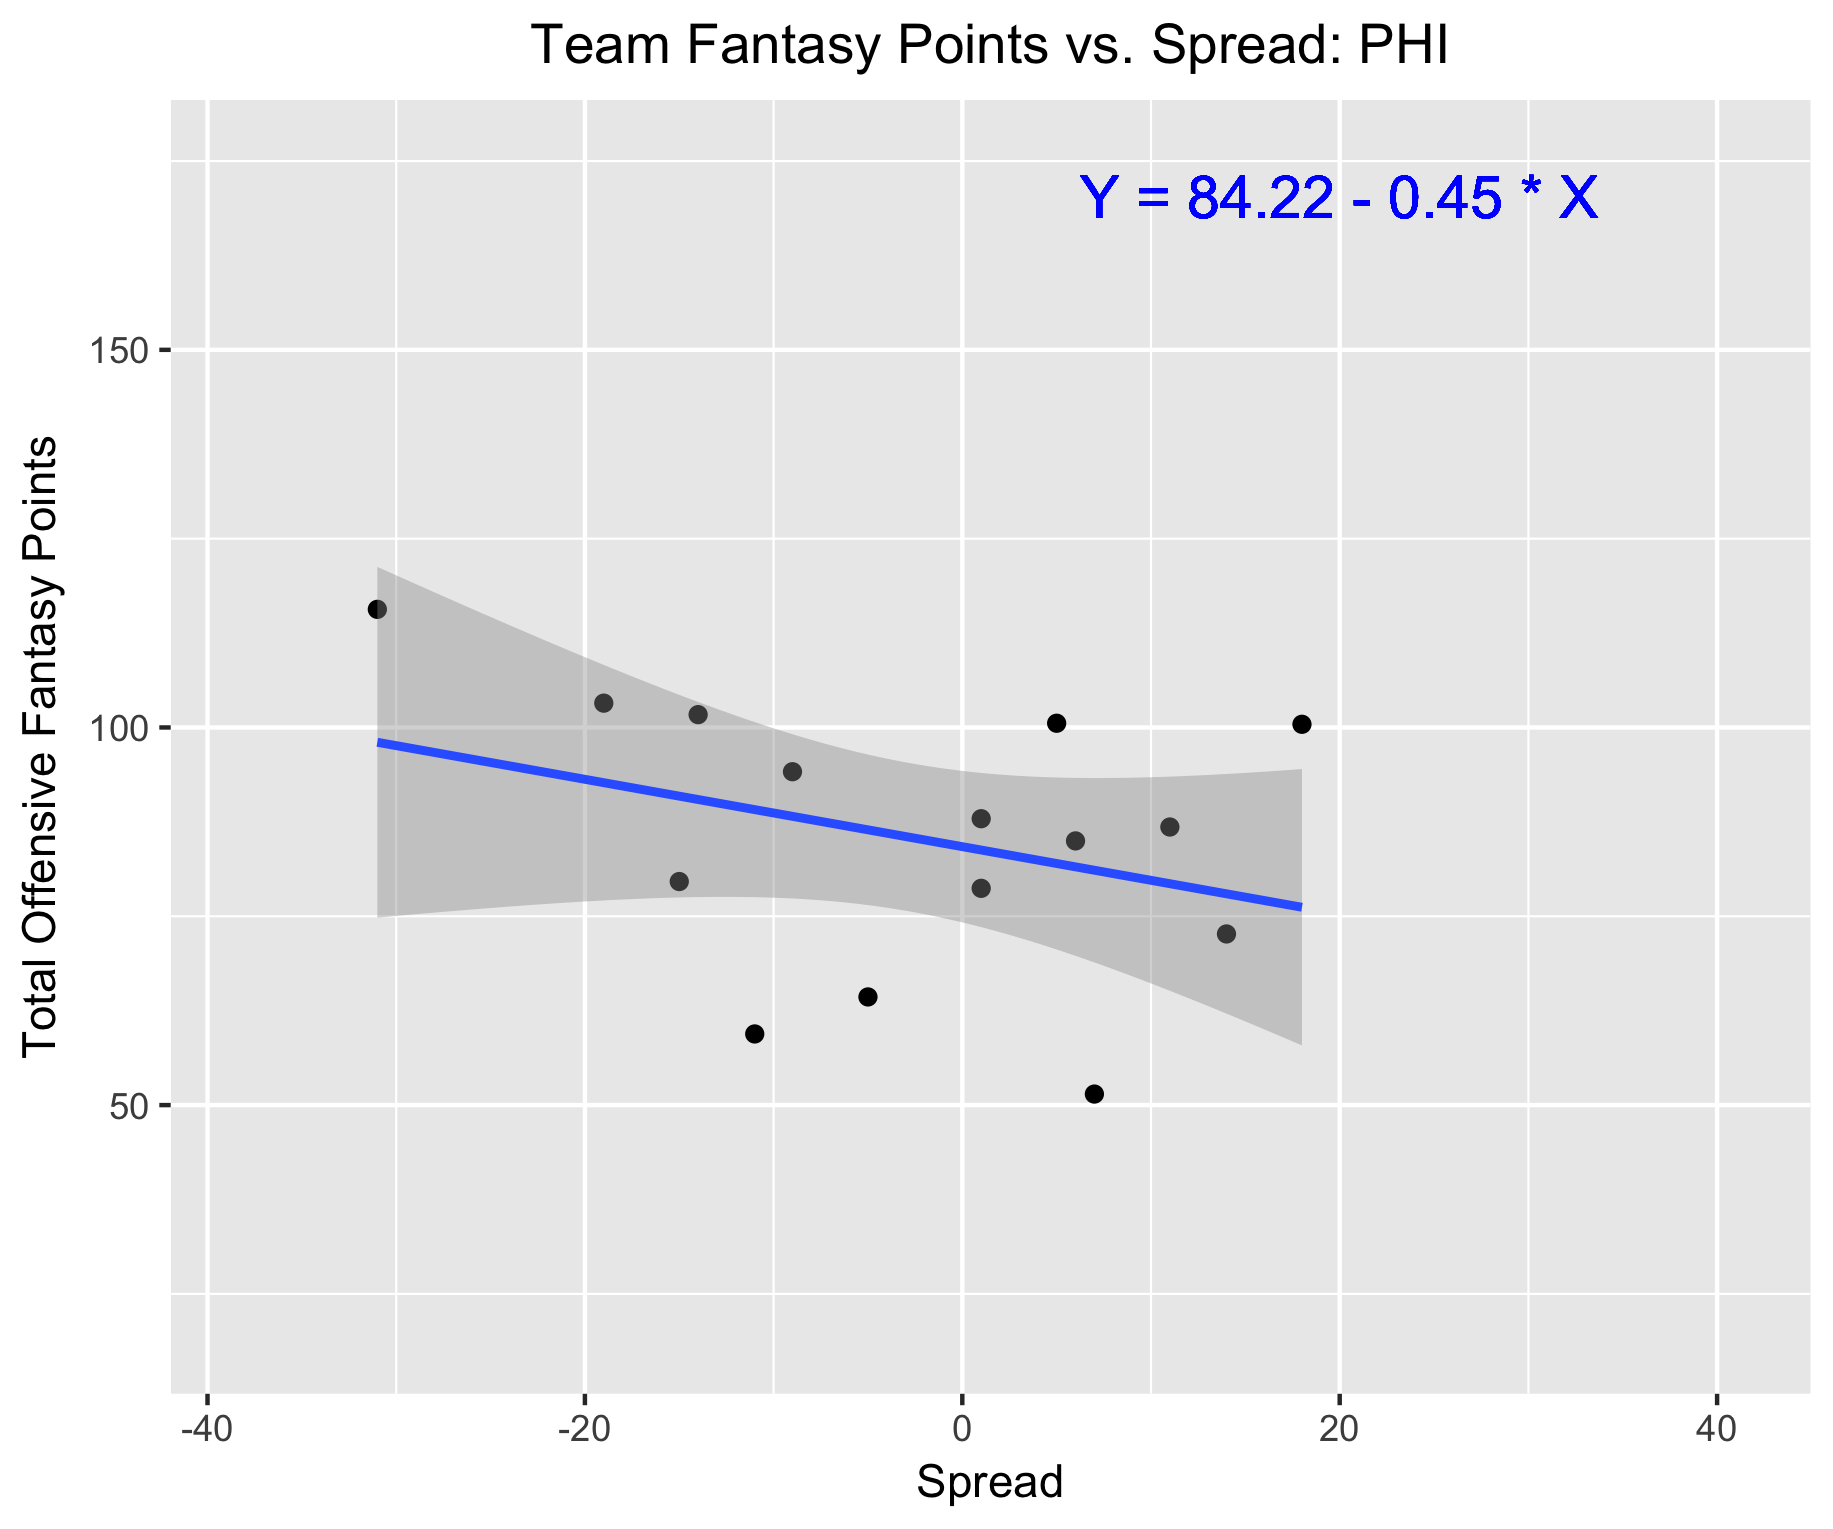 Team Fantasy Points vs. Spread: PHI
Y = 84.22 - 0.45 * X
Total Offensive Fantasy Points
150
100
50
-40
-20
0
20
40
Spread